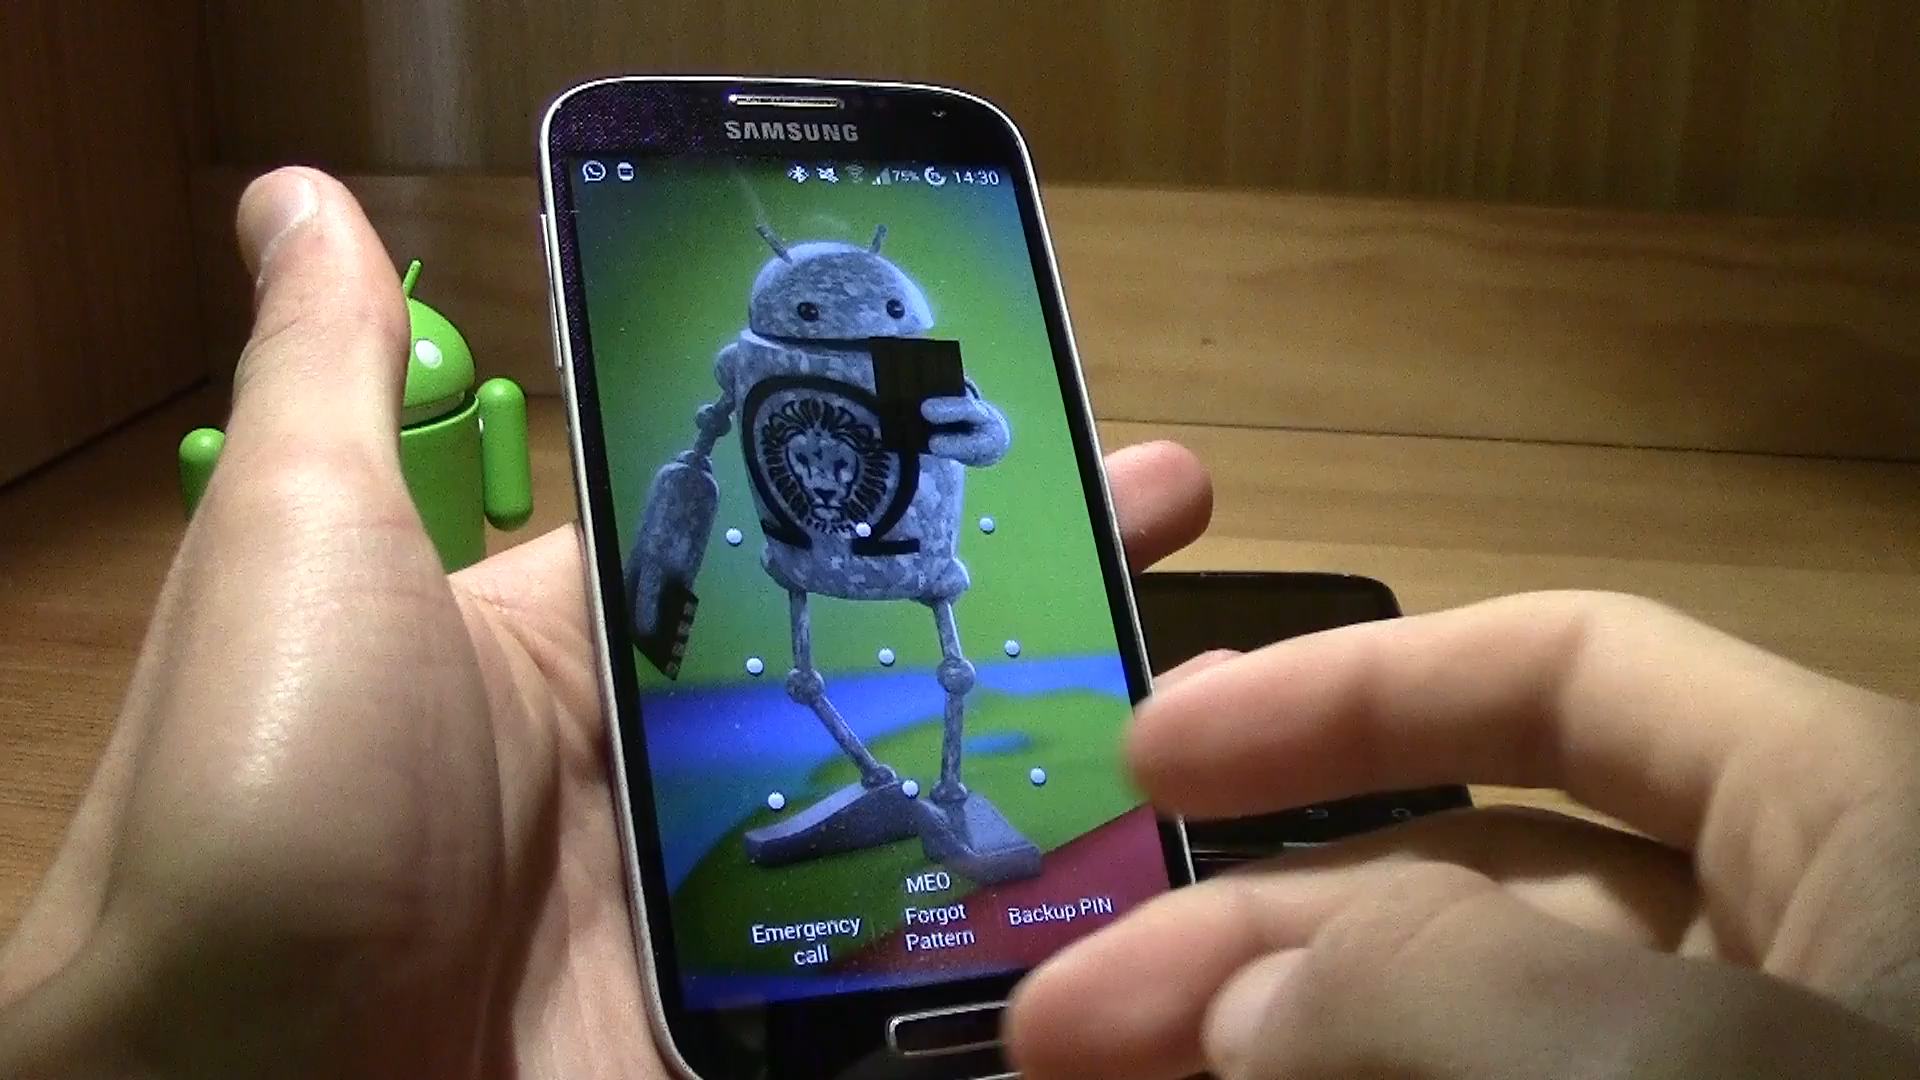 SAMSUNG
75% 14:30
MEO
Emergency call
Forgot Pattern
Backup PIN